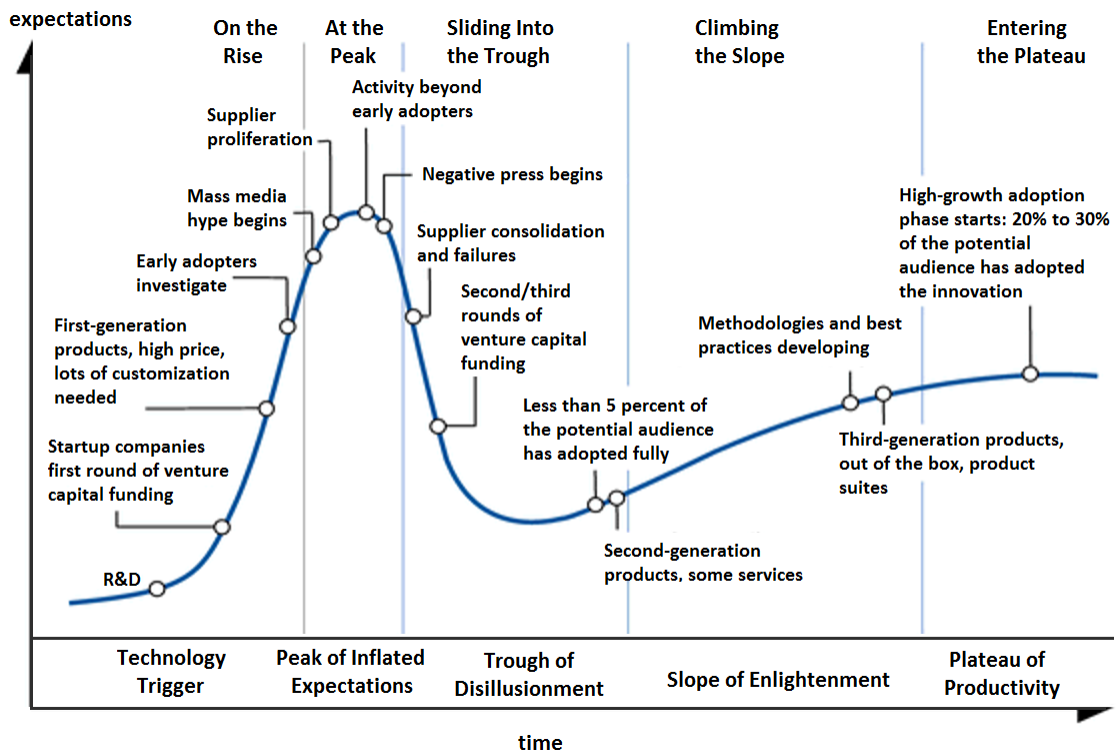 expectations
On the
Rise
At the
Peak
Sliding Into
the Trough
Climbing
the Slope
Entering
the Plateau
Activity beyond
early adopters
Supplier
proliferation
Negative press begins
Mass media
hype begins
Supplier consolidation
and failures
Early adopters
investigate
Second/third
rounds of
venture capital
funding
First-generation
products, high price,
lots of customization
needed
High-growth adoption
phase starts: 20% to 30%
of the potential
audience has adopted
the innovation
Methodologies and best
practices developing
Less than 5 percent of
the potential audience
has adopted fully
Startup companies
first round of venture
capital funding
Third-generation products,
out of the box, product
suites
Second-generation
products, some services
R&D
Technology
Trigger
Peak of Inflated
Expectations
Trough of
Disillusionment
Slope of Enlightenment
Plateau of
Productivity
time